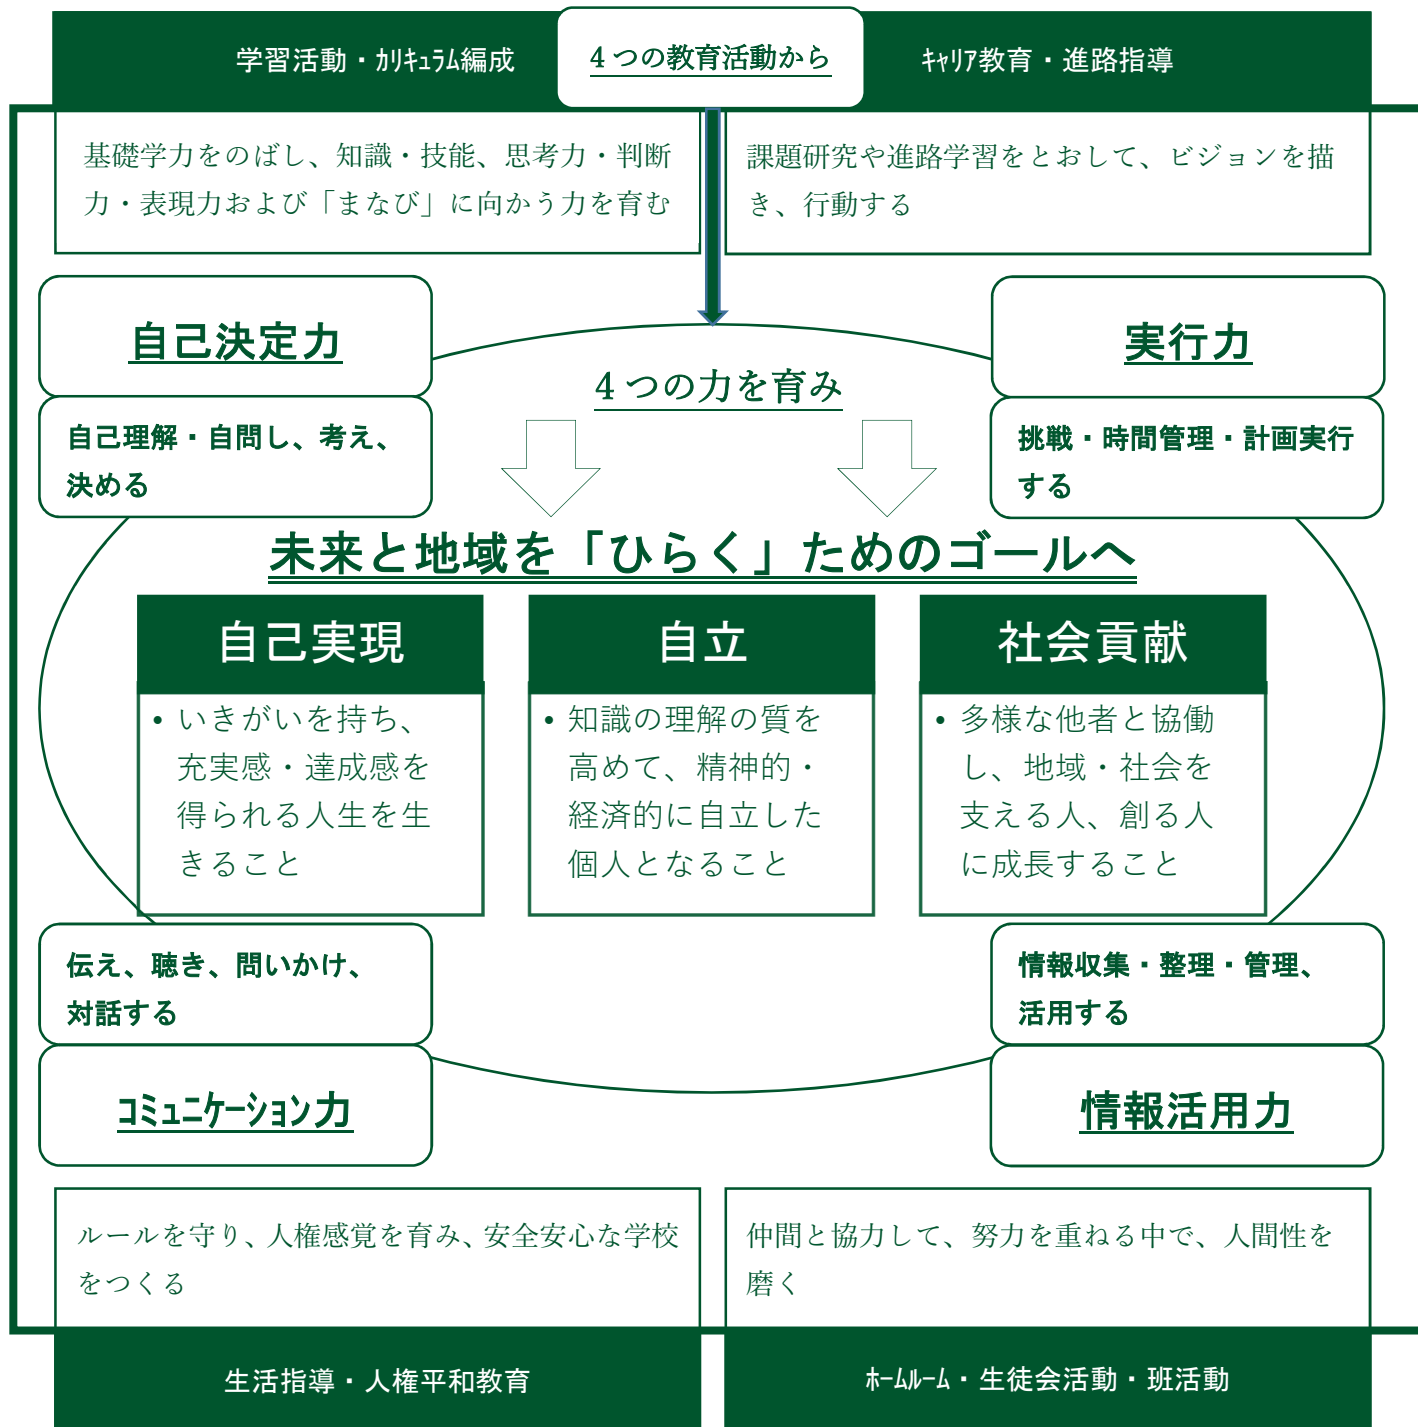 学習活動・ｶﾘｷｭﾗﾑ編成
4つの教育活動から
ｷｬﾘｱ教育・進路指導
基礎学力をのばし、知識・技能、思考力・判断
力・表現力および「まなび」に向かう力を育む
課題研究や進路学習をとおして、ビジョンを描
き、行動する
自己決定力
自己理解・自問し、考え、
決める
実行力
挑戦・時間管理・計画実行
する
4つの力を育み
未来と地域を「ひらく」ためのゴールへ
自己実現
• いきがいを持ち、
充実感・達成感を
得られる人生を生
きること
自立
• 知識の理解の質を
高めて、精神的・
経済的に自立した
個人となること
社会貢献
• 多様な他者と協働
し、地域・社会を
支える人、創る人
に成長すること
伝え、聴き、問いかけ、
対話する
ｺﾐｭﾆｹｰｼｮﾝ力
情報収集・整理・管理、
活用する
情報活用力
ルールを守り、人権感覚を育み、安全安心な学校
をつくる
仲間と協力して、努力を重ねる中で、人間性を
磨く
生活指導・人権平和教育
ﾎｰﾑﾙｰﾑ・生徒会活動・班活動